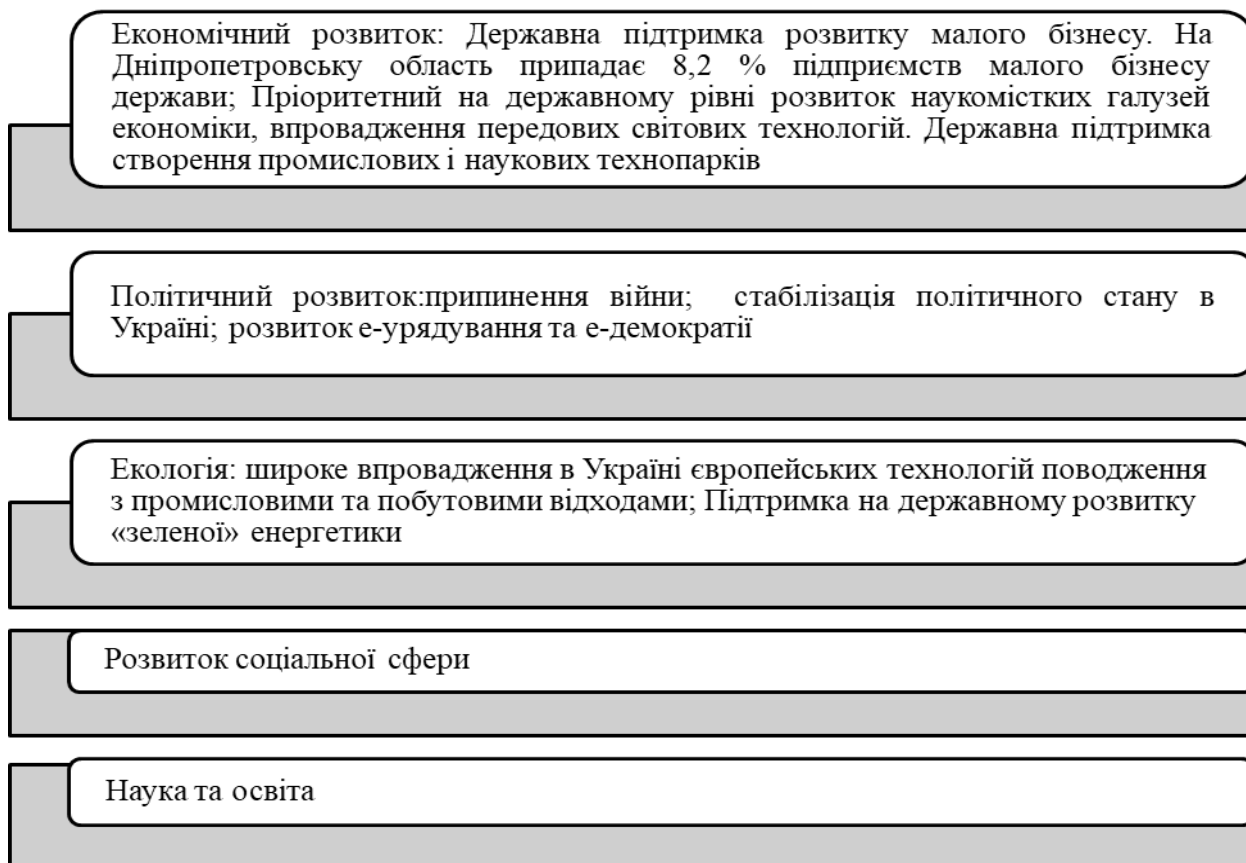 Економічний розвиток: Державна підтримка розвитку малого бізнесу. На
Дніпропетровську область припадає 8,2 % підприємств малого бізнесу
держави; Пріоритетний на державному рівні розвиток наукомістких галузей
економіки, впровадження передових світових технологій. Державна підтримка
створення промислових і наукових технопарків
Політичний розвиток:припинення війни; стабілізація політичного стану в
Україні; розвиток е-урядування та е-демократії
Екологія: широке впровадження в Україні європейських технологій поводження
з промисловими та побутовими відходами; Підтримка на державному розвитку
«зеленої» енергетики
Розвиток соціальної сфери
Наука та освіта